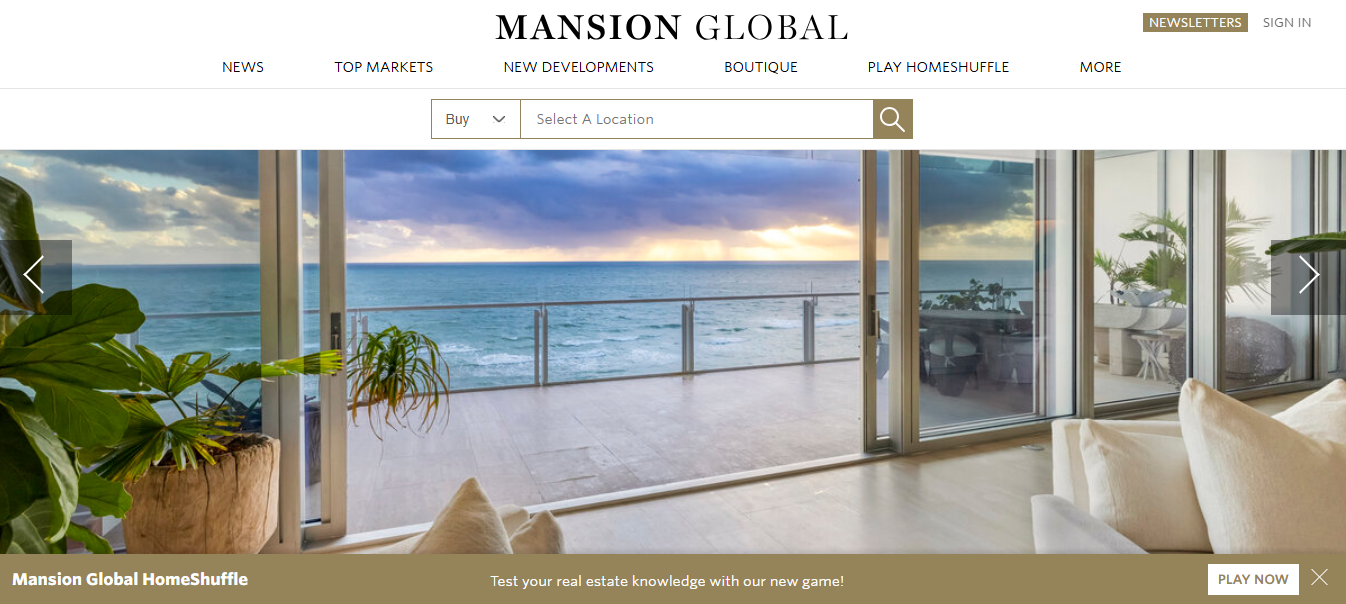 MANSION GLOBAL
NEWSLETTERS SIGN IN
NEWS TOP MARKETS NEW DEVELOPMENTS BOUTIQUE PLAY HOMESHUFFLE MORE
Buy Select A Location
Mansion Global HomeShuffle Test your real estate knowledge with our new game! PLAY NOW